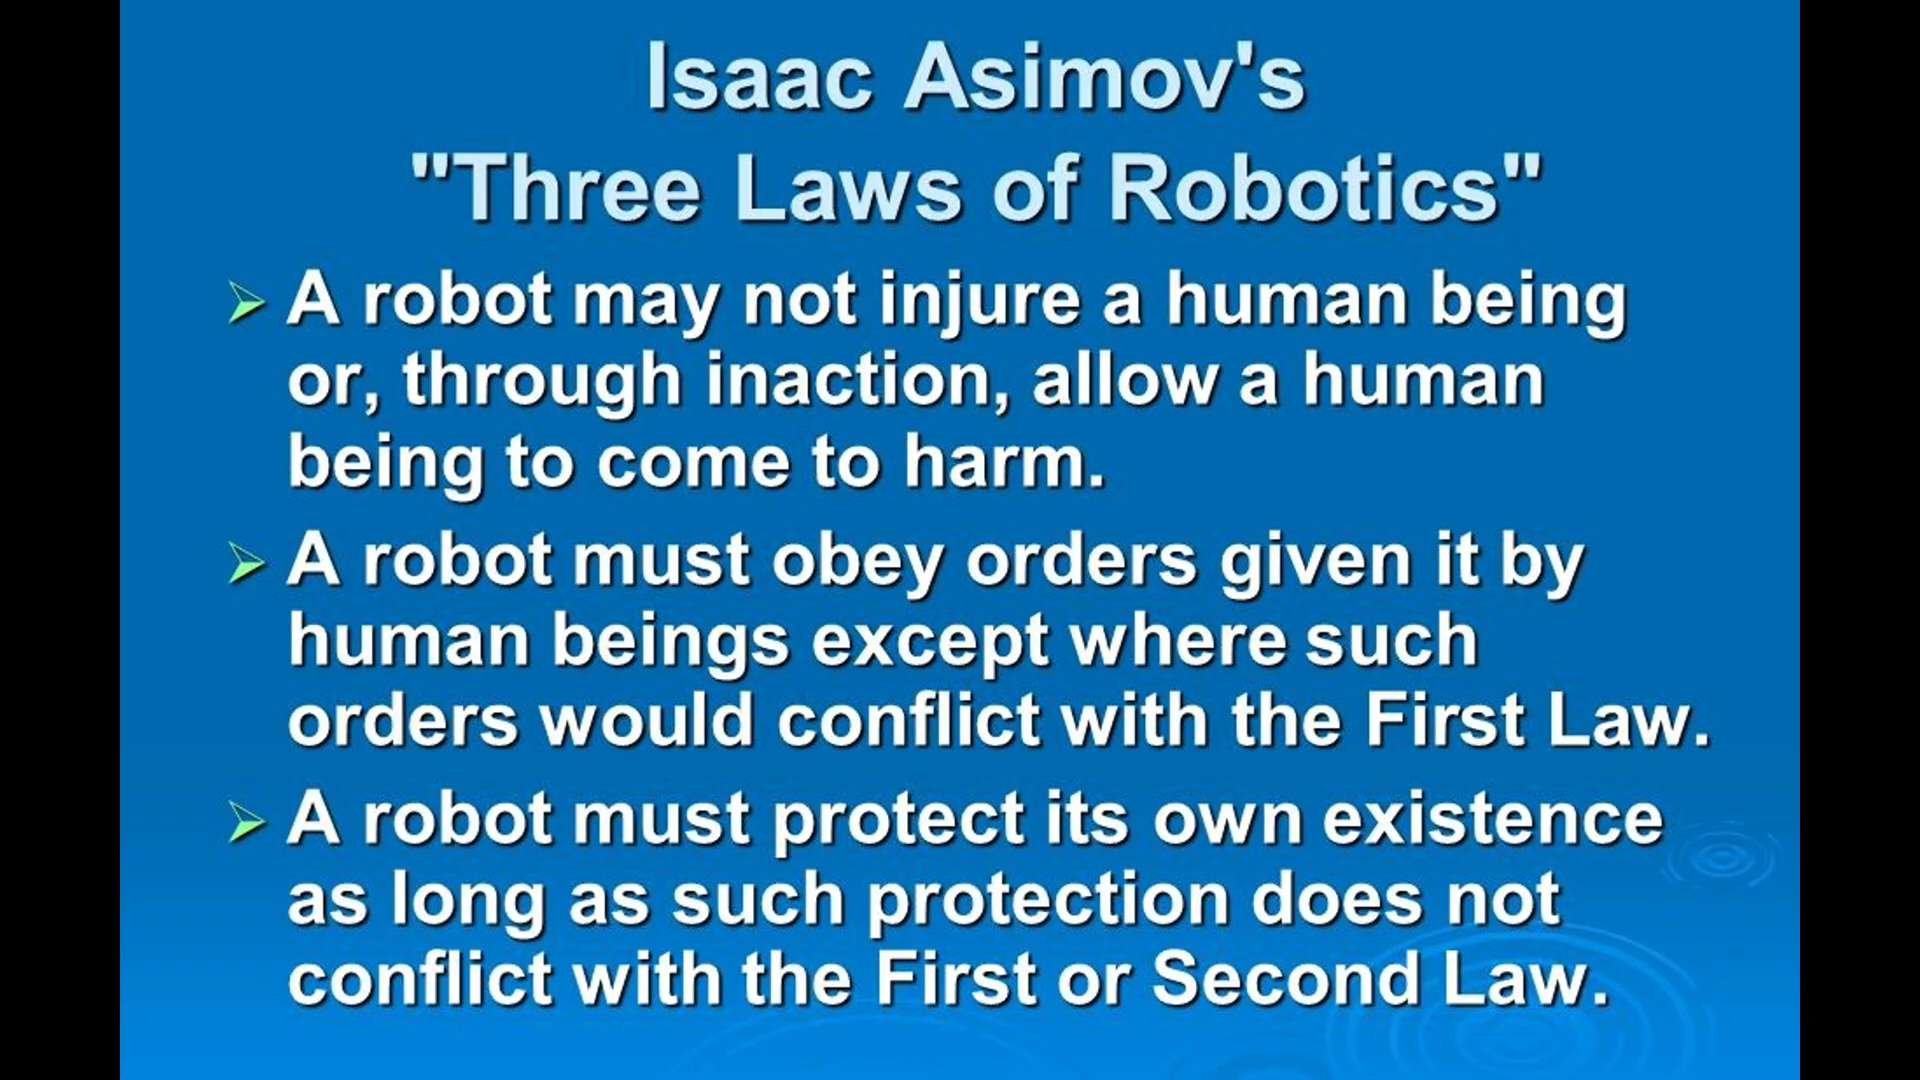 Isaac Asimov's
"Three Laws of Robotics"
A robot may not injure a human being
or, through inaction, allow a human
being to come to harm.
A robot must obey orders given it by
human beings except where such
orders would conflict with the First Law.
A robot must protect its own existence
as long as such protection does not
conflict with the First or Second Law.